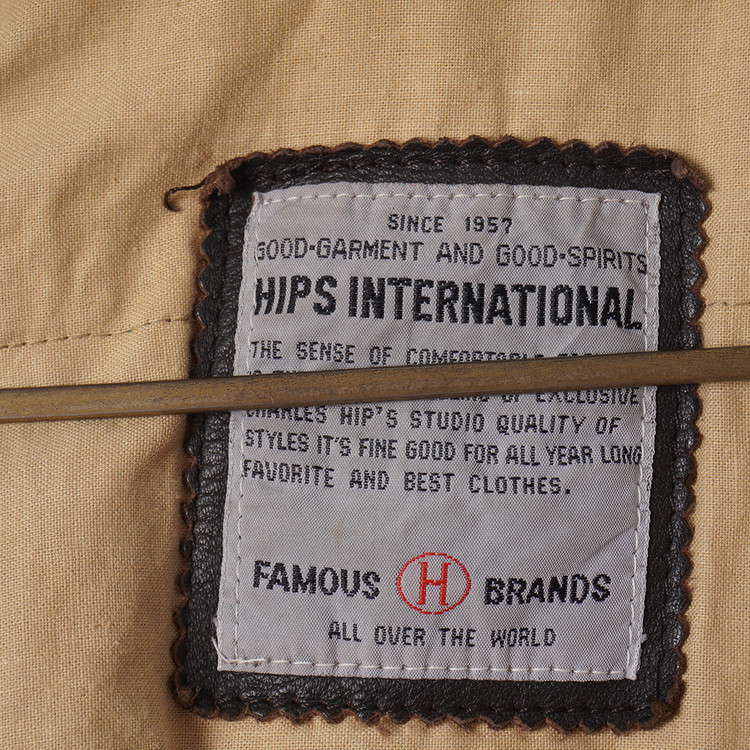 SINCE 1957
GOOD-GARMENT AND GOOD-SPIRITS
HIPS INTERNATIONAL
THE SENSE OF COMFORTABLE
OF EXCLUSIVE
CHARLES HIP'S STUDIO QUALITY OF
STYLES IT'S FINE GOOD FOR ALL YEAR LONG
FAVORITE AND BEST CLOTHES.
FAMOUS H BRANDS
ALL OVER THE WORLD